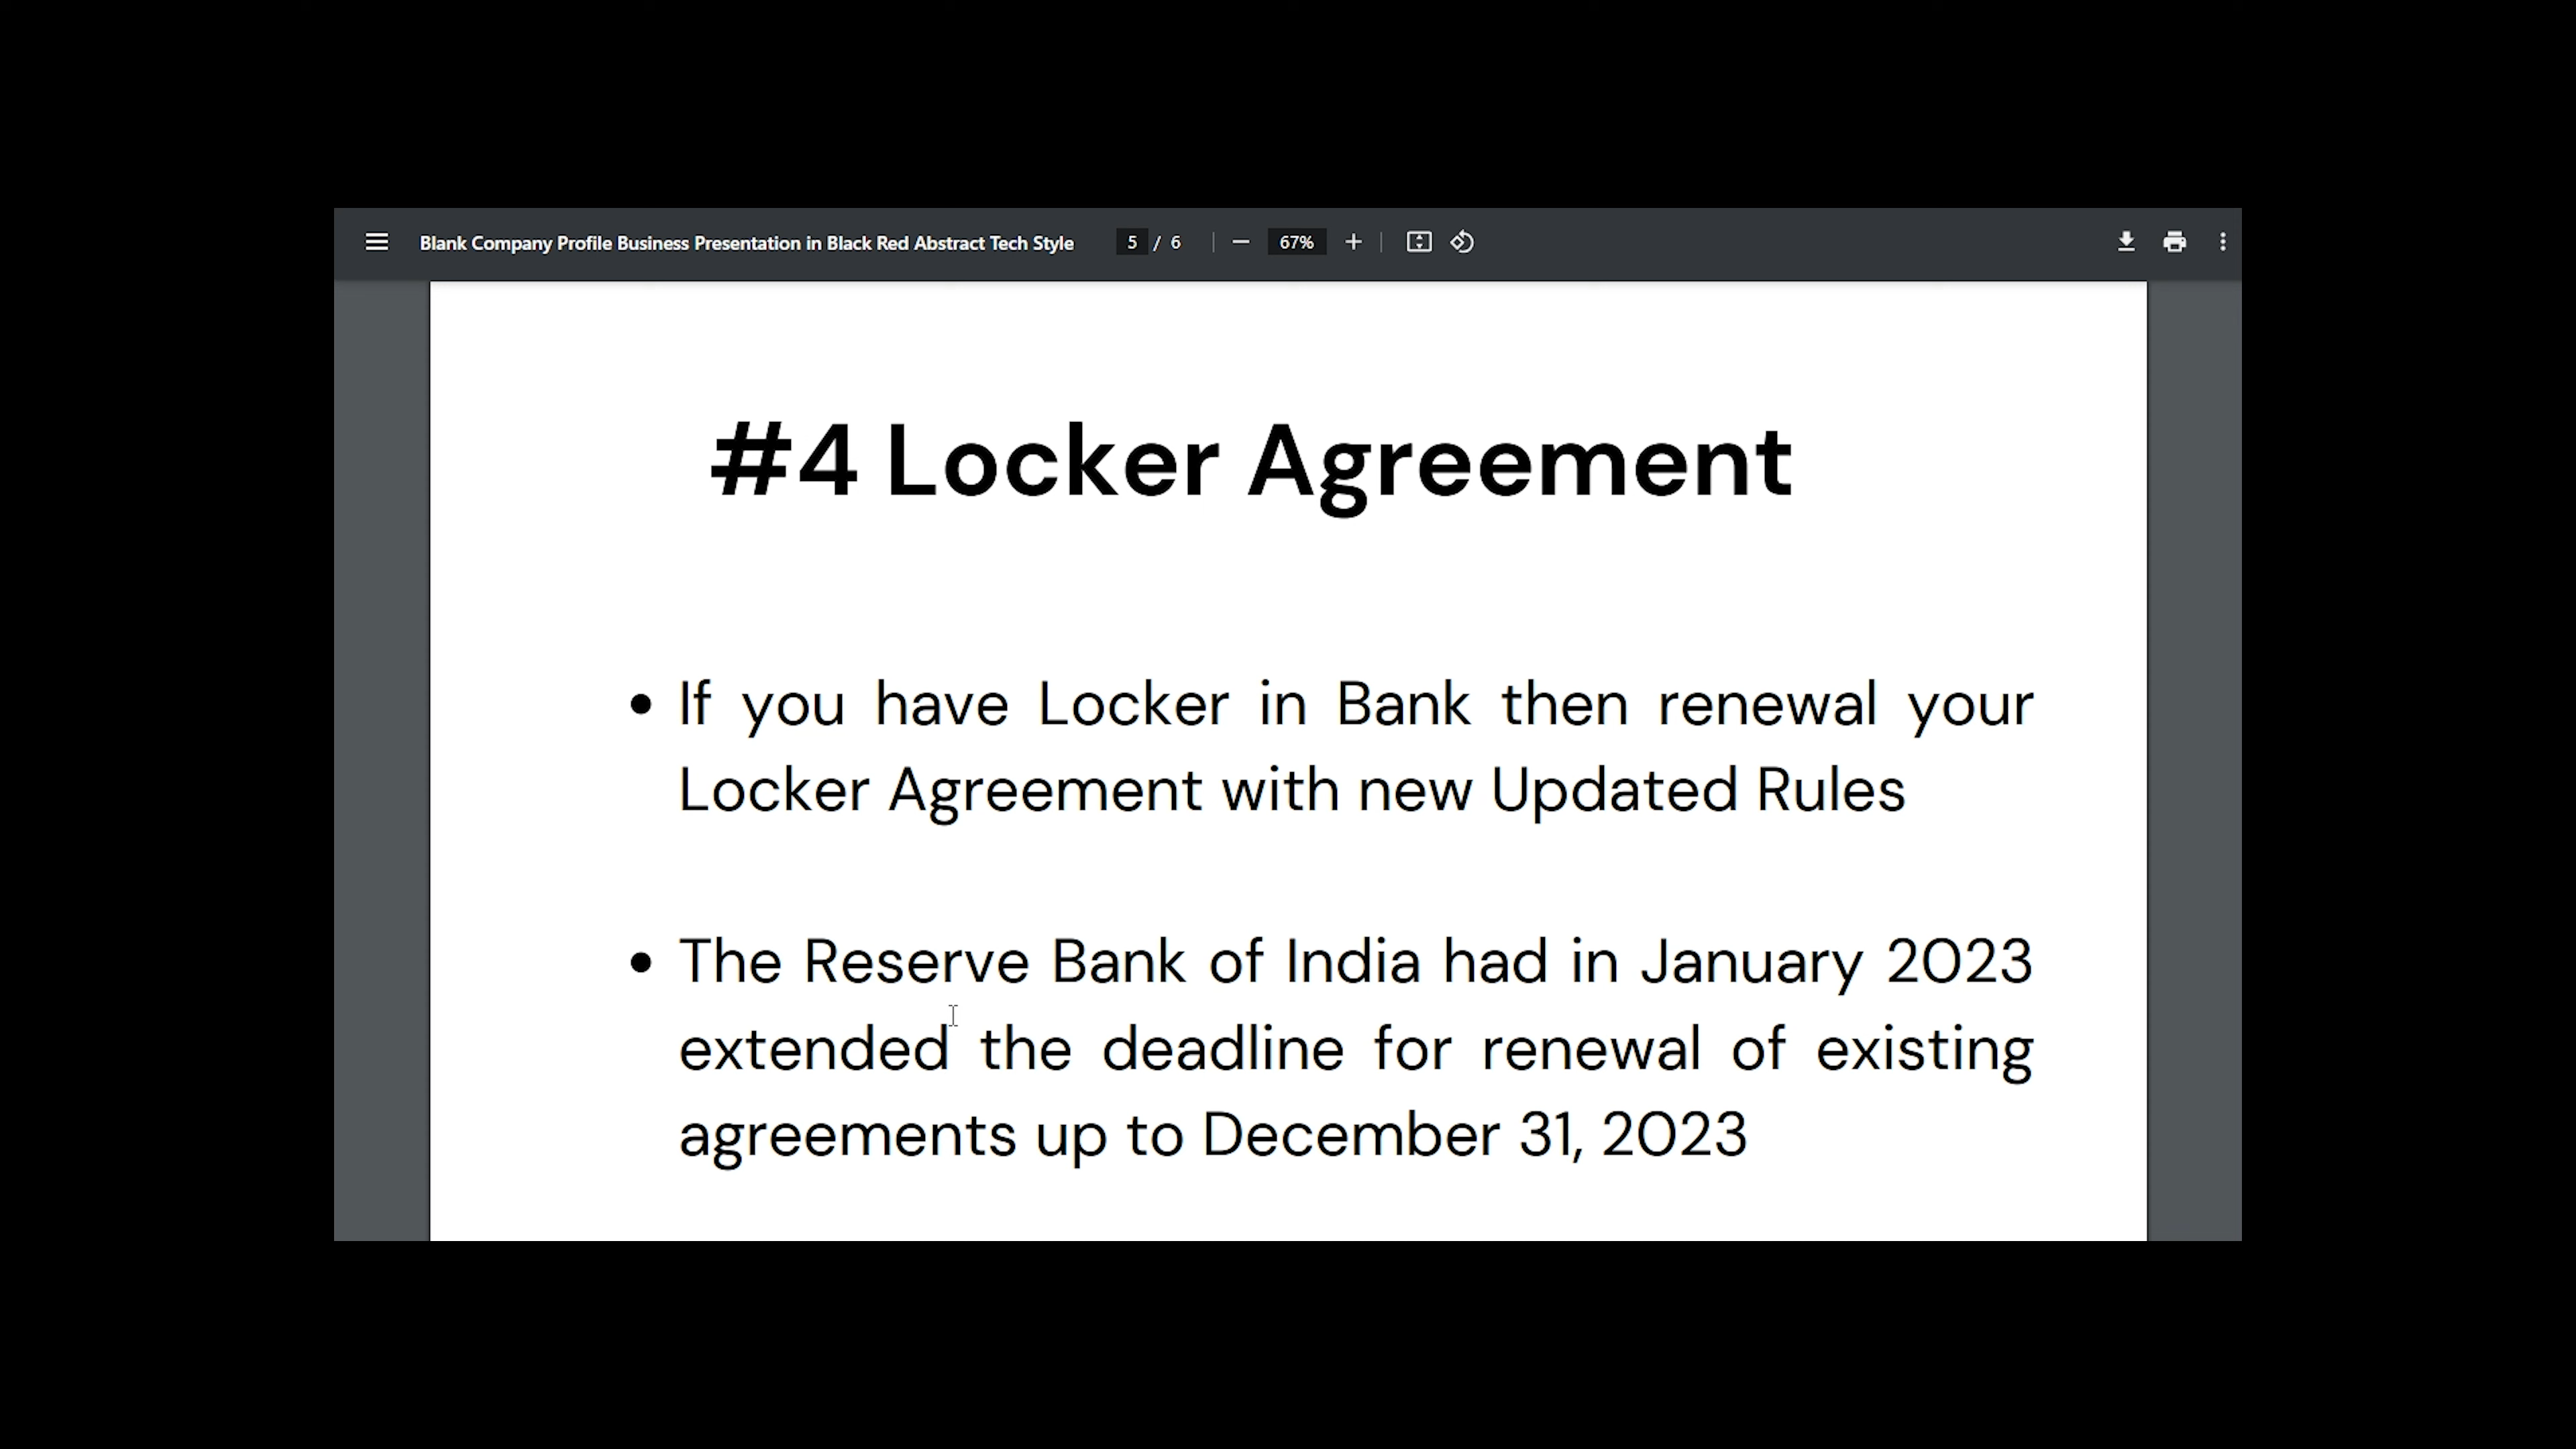 Blank Company Profile Business Presentation in Black Red Abstract Tech Style 5 / 6 67%
#4 Locker Agreement
• If you have Locker in Bank then renewal your
Locker Agreement with new Updated Rules
• The Reserve Bank of India had in January 2023
extended the deadline for renewal of existing
agreements up to December 31, 2023